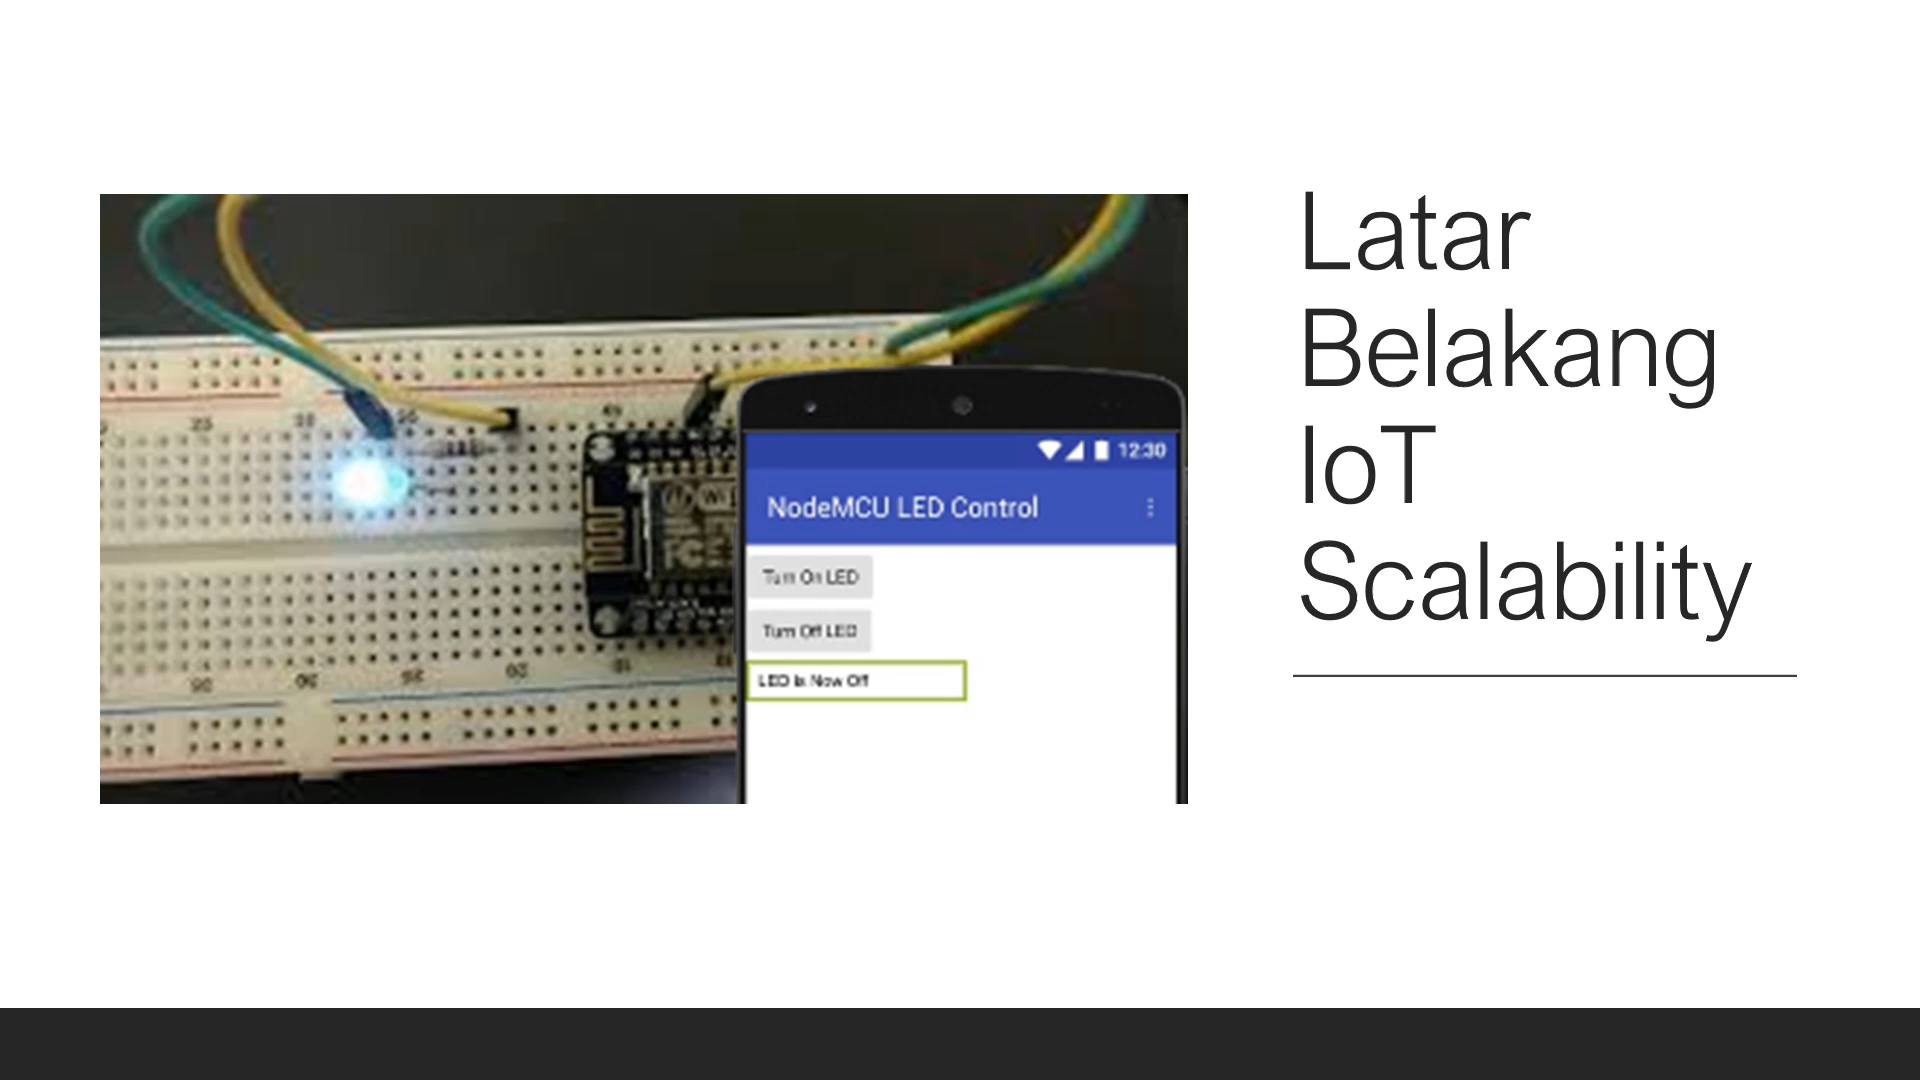 Latar
Belakang
IoT
Scalability
12:30
NodeMCU LED Control
Turn On LED
Turn Off LED
LED Is Now Off